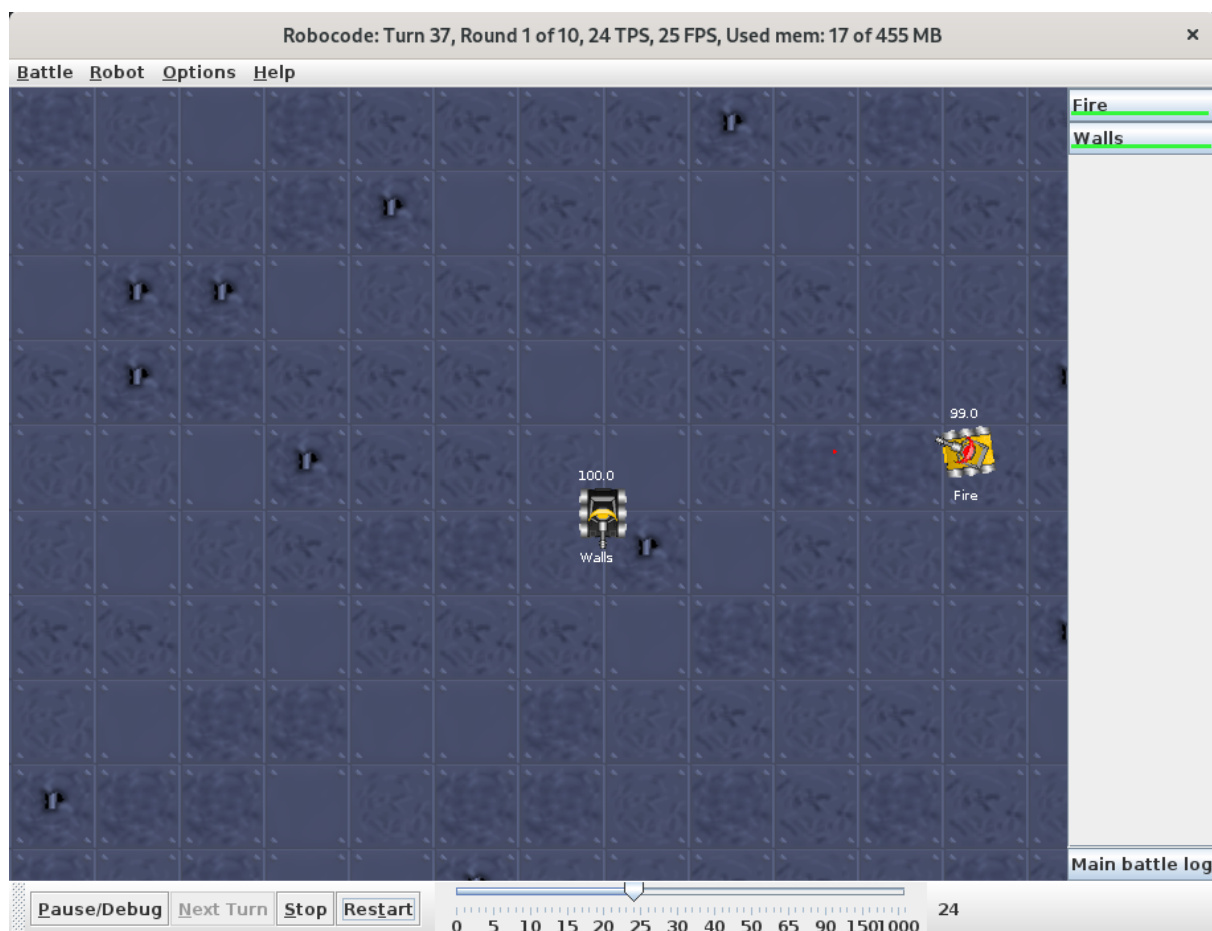 Robocode: Turn 37, Round 1 of 10, 24 TPS, 25 FPS, Used mem: 17 of 455 MB
Battle Robot Options Help
Fire
Walls
99.0
Fire
100.0
Walls
Main battle log
Pause/Debug Next Turn Stop Restart
0 5 10 15 20 25 30 40 50 65 90 1501000
24